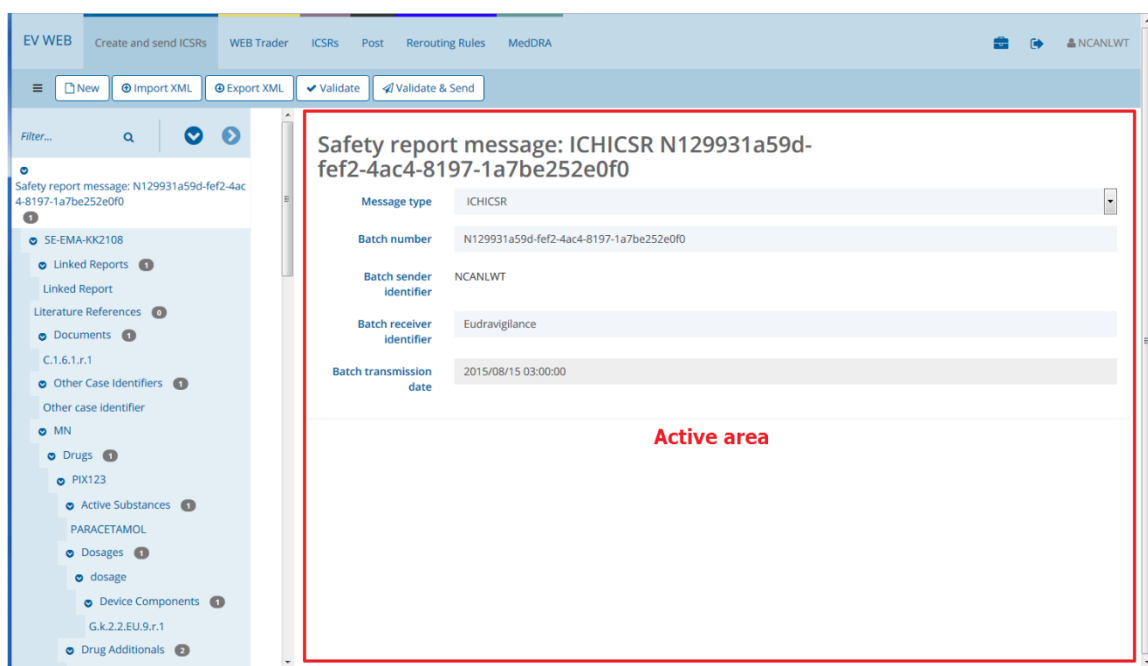 EV WEB Create and send ICSRs WEB Trader ICSRs Post Rerouting Rules MedDRA NCANLWT
New Import XML Export XML Validate Validate & Send
Filter...
Safety report message: N129931a59d-fef2-4ac
4-8197-1a7be252e0f0
1
SE-EMA-KK2108
Linked Reports 1
Linked Report
Literature References 0
Documents 1
C.1.6.1.r.1
Other Case Identifiers 1
Other case identifier
MN
Drugs 1
PIX123
Active Substances 1
PARACETAMOL
Dosages 1
dosage
Device Components 1
G.k.2.2.EU.9.r.1
Drug Additionals 2
Safety report message: ICHICSR N129931a59d-
fef2-4ac4-8197-1a7be252e0f0
Message type ICHICSR
Batch number N129931a59d-fef2-4ac4-8197-1a7be252e0f0
Batch sender NCANLWT
identifier
Batch receiver Eudravigilance
identifier
Batch transmission 2015/08/15 03:00:00
date
Active area